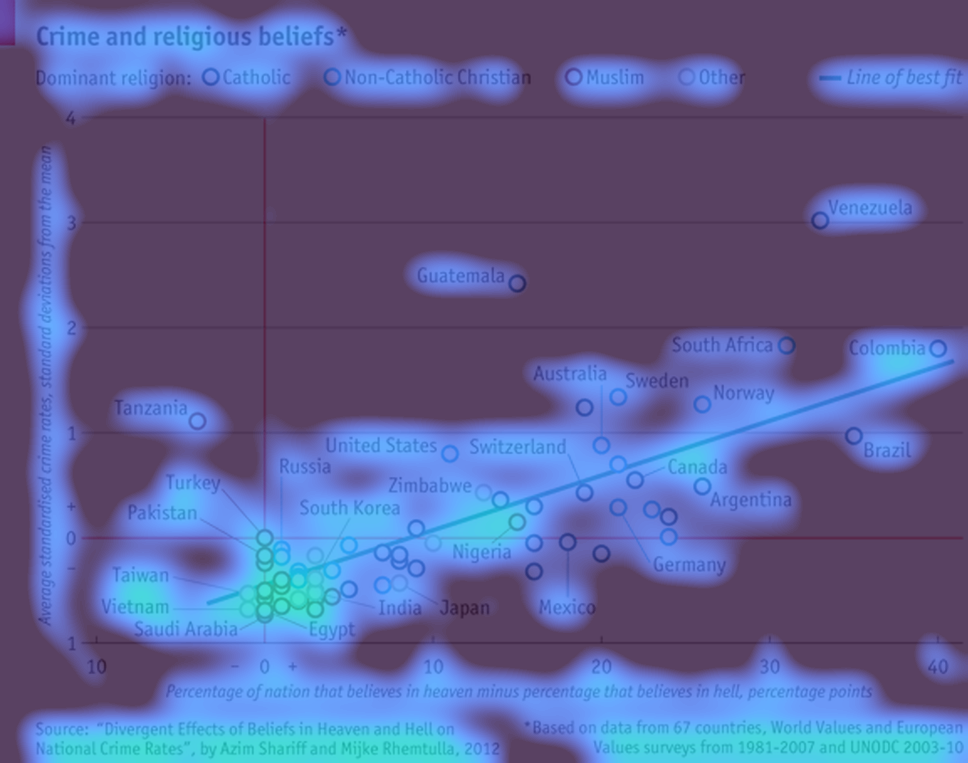 Crime and religious beliefs*
Dominant religion: Catholic Non-Catholic Christian Muslim Other Line of best fit
Average standardised crime rates, standard deviations from the mean
4
3
Venezuela
Guatemala
2
South Africa
Colombia
Australia
Sweden
Norway
Tanzania
1
United States
Switzerland
Brazil
Russia
Canada
Turkey
Zimbabwe
Argentina
Pakistan
South Korea
+
0
Nigeria
–
Germany
Taiwan
Vietnam
India
Japan
Mexico
Saudi Arabia
Egypt
1
10 – 0 + 10 20 30 40
Percentage of nation that believes in heaven minus percentage that believes in hell, percentage points
Source: “Divergent Effects of Beliefs in Heaven and Hell on
National Crime Rates”, by Azim Shariff and Mijke Rhemtulla, 2012
*Based on data from 67 countries, World Values and European
Values surveys from 1981-2007 and UNODC 2003-10